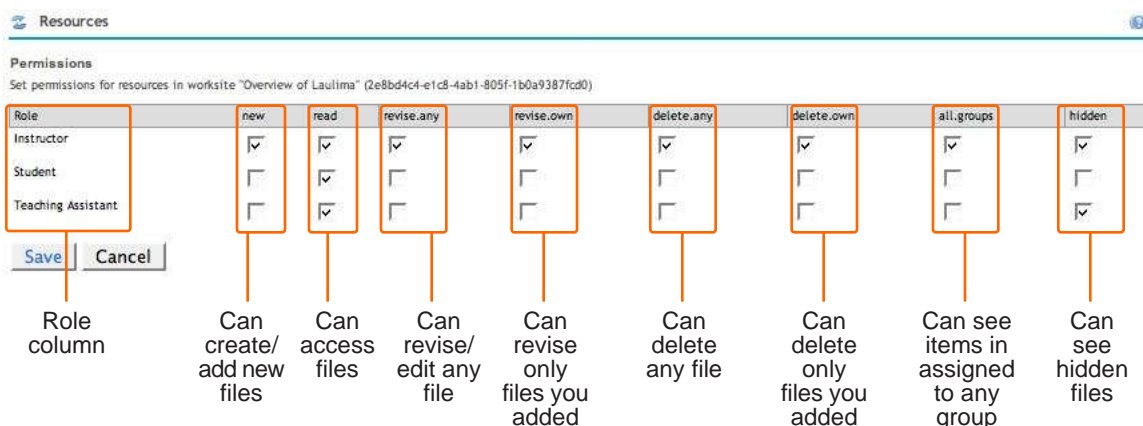 Resources
Permissions
Set permissions for resources in worksite "Overview of Laulima" (2e8bd4c4-e1c8-4ab1-805f-1b0a9387fcd0)
Role new read revise.any revise.own delete.any delete.own all.groups hidden
Instructor
Student
Teaching Assistant
Save Cancel
Role
column
Can
create/
add new
files
Can
access
files
Can
revise/
edit any
file
Can
revise
only
files you
added
Can
delete
any file
Can
delete
only
files you
added
Can see
items in
assigned
to any
group
Can
see
hidden
files